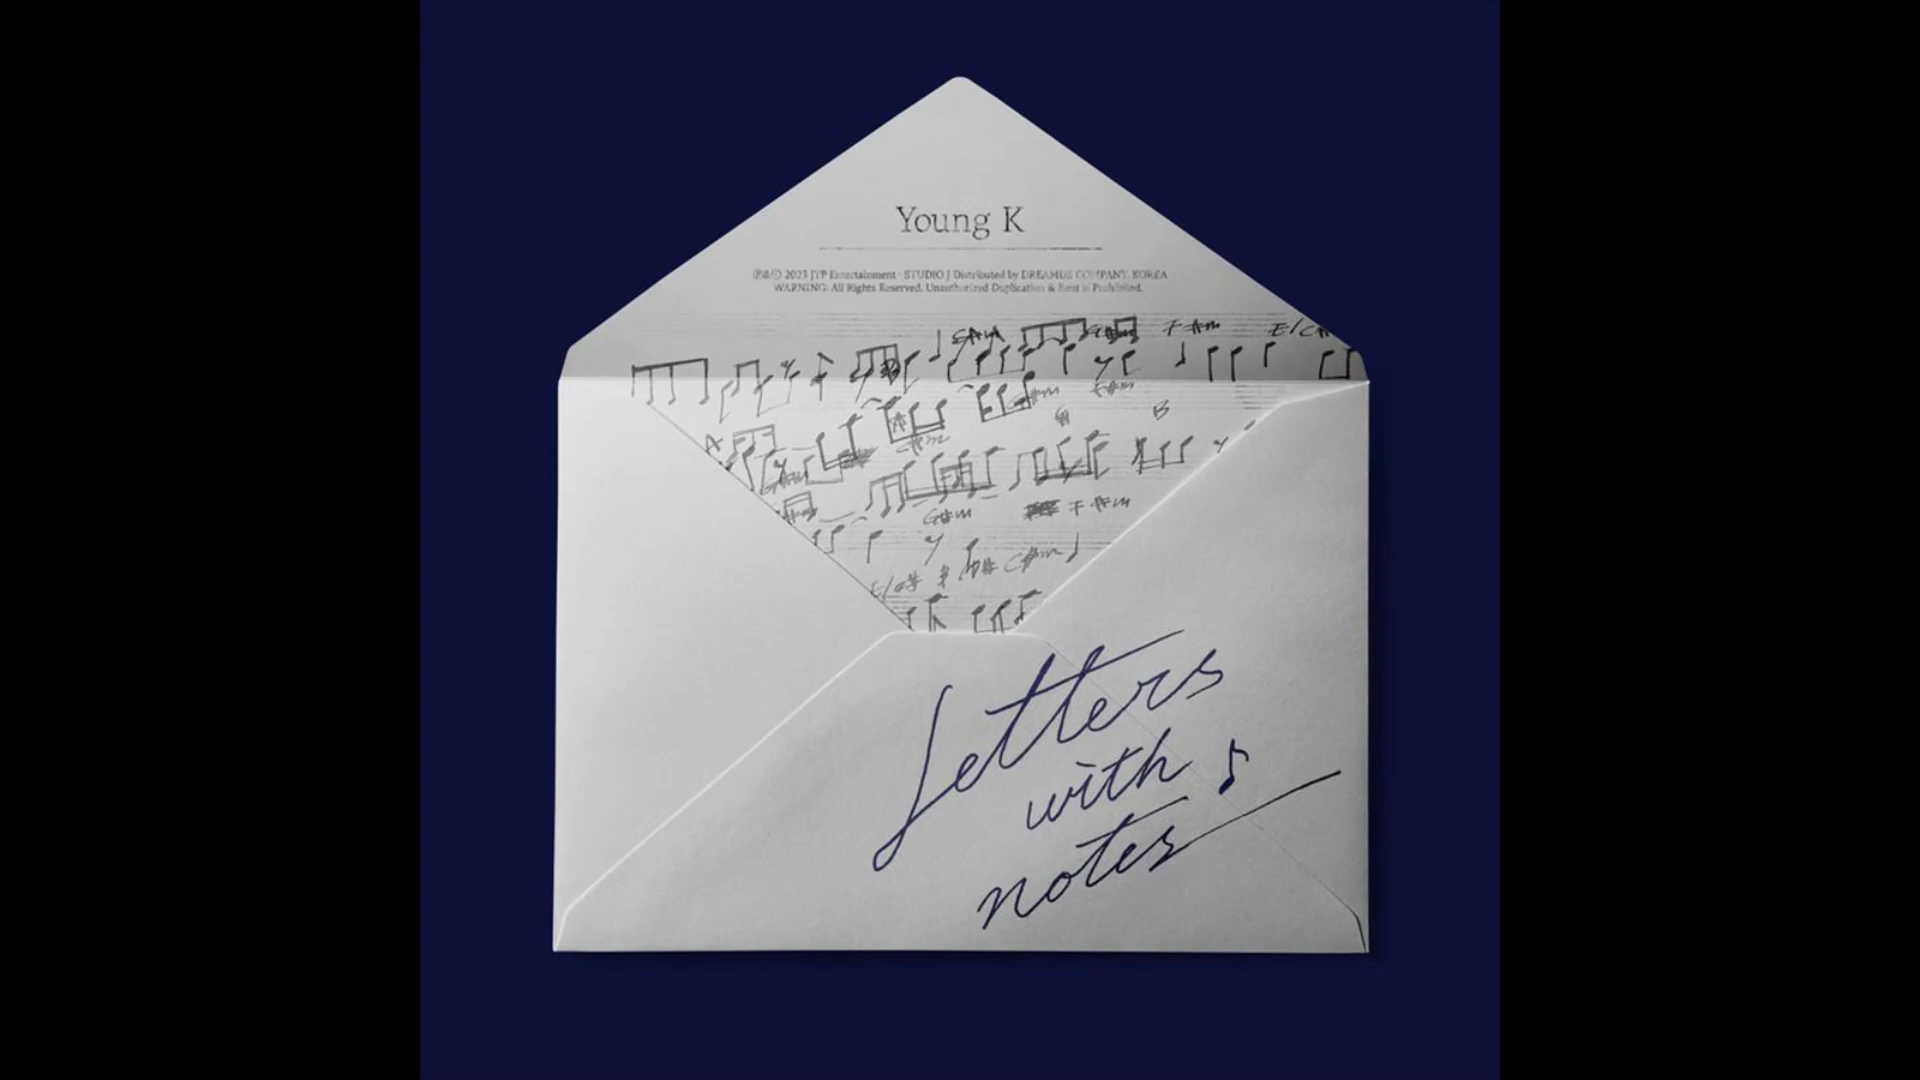 Young K
℗&© 2023 JYP Entertainment · STUDIO J Distributed by DREAMUS COMPANY, KOREA
WARNING: All Rights Reserved. Unauthorized Duplication & Rent is Prohibited.
G#m F#m E/C#
G#m F#m
B
A C#m
G#m
G#m F#m
C#m
Letters
with ♪
notes